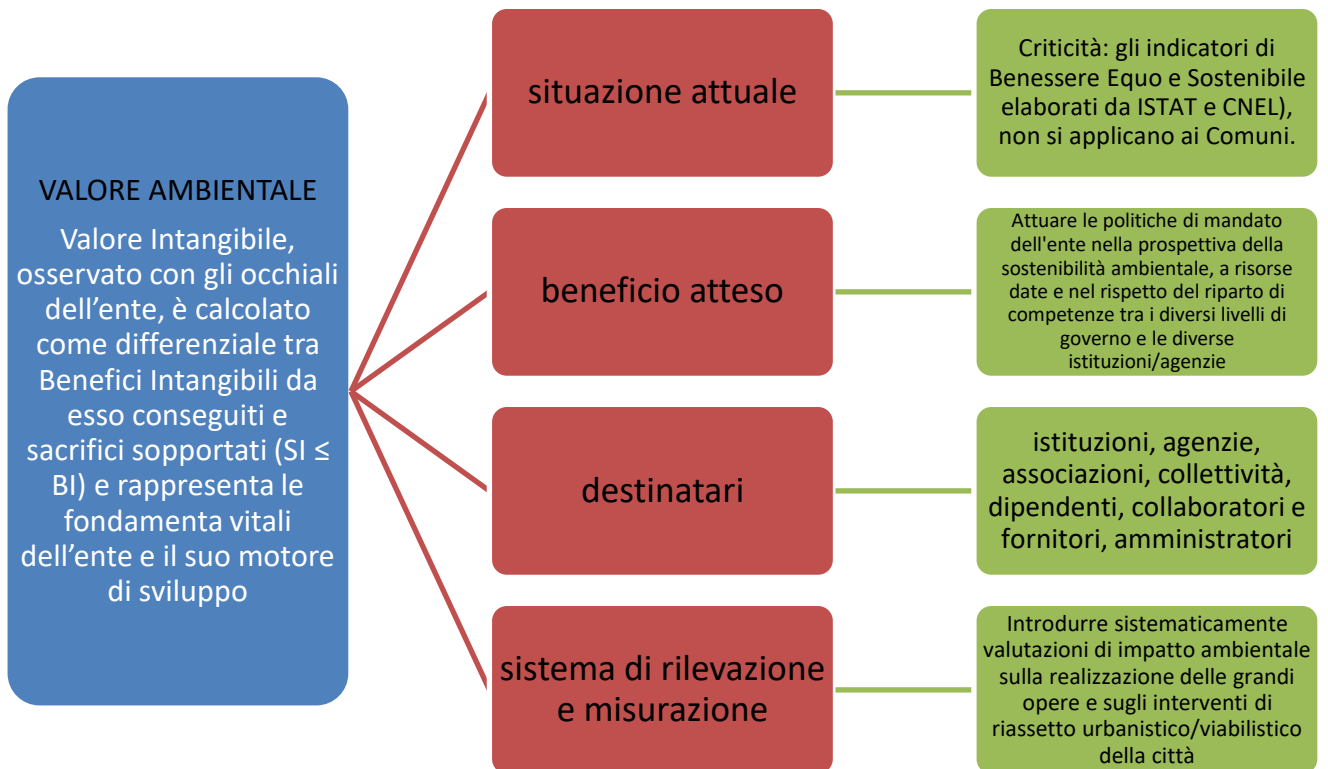 VALORE AMBIENTALE
Valore Intangibile,
osservato con gli occhiali
dell’ente, è calcolato
come differenziale tra
Benefici Intangibili da
esso conseguiti e
sacrifici sopportati (SI ≤
BI) e rappresenta le
fondamenta vitali
dell’ente e il suo motore
di sviluppo
situazione attuale
Criticità: gli indicatori di
Benessere Equo e Sostenibile
elaborati da ISTAT e CNEL),
non si applicano ai Comuni.
beneficio atteso
Attuare le politiche di mandato
dell'ente nella prospettiva della
sostenibilità ambientale, a risorse
date e nel rispetto del riparto di
competenze tra i diversi livelli di
governo e le diverse
istituzioni/agenzie
destinatari
istituzioni, agenzie,
associazioni, collettività,
dipendenti, collaboratori e
fornitori, amministratori
sistema di rilevazione
e misurazione
Introdurre sistematicamente
valutazioni di impatto ambientale
sulla realizzazione delle grandi
opere e sugli interventi di
riassetto urbanistico/viabilistico
della città